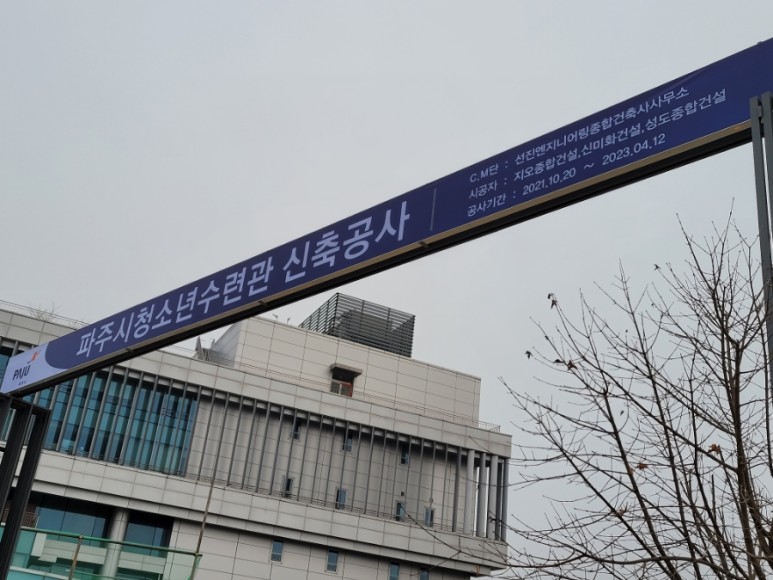 PAJU
파주시청소년수련관 신축공사
C.M단 : 선진엔지니어링종합건축사사무소
시공자 : 지오종합건설,신미화건설,성도종합건설
공사기간 : 2021.10.20 ~ 2023.04.12